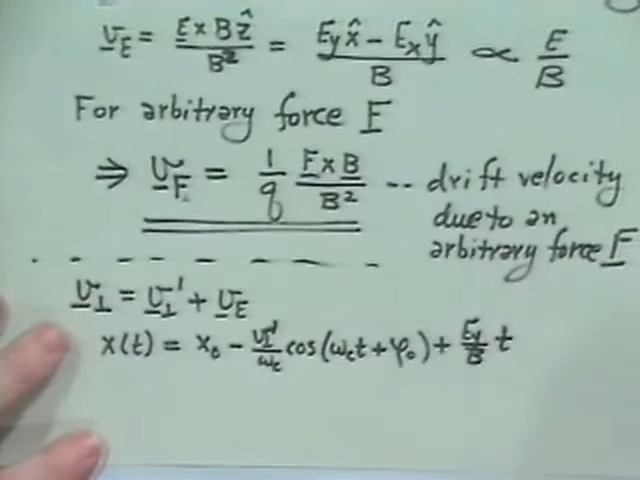 v_E = E × B ẑ / B² = (E_y x̂ − E_x ŷ) / B ∝ E / B
For arbitrary force F
⇒ v_F = 1/q F × B / B² -- drift velocity
due to an
arbitrary force F
v_⊥ = v_⊥' + v_E
x(t) = x_0 − v_⊥'/ω_c cos(ω_c t + φ_0) + E_y/B t